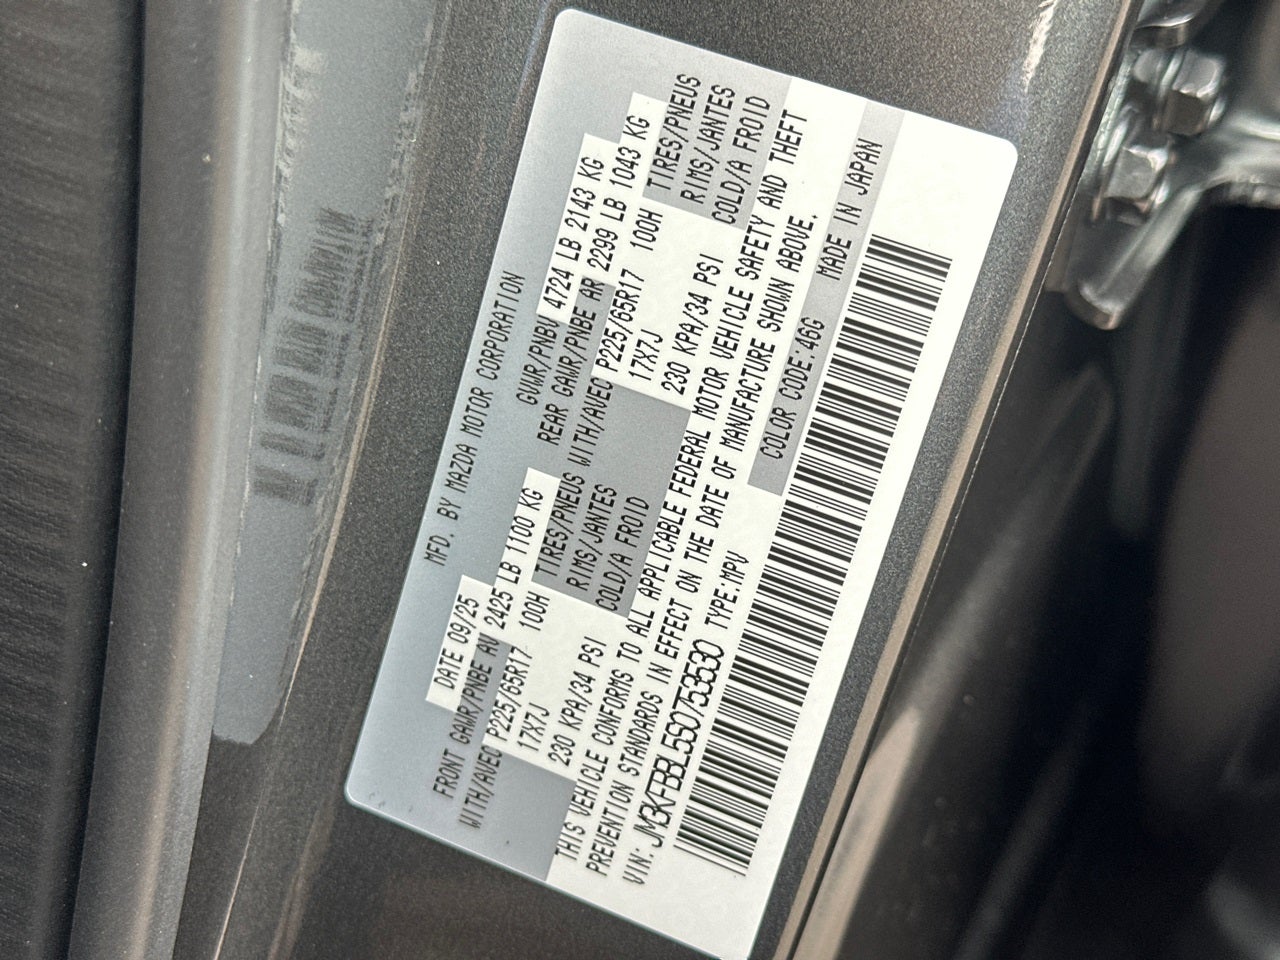 MFD. BY MAZDA MOTOR CORPORATION
DATE 09/25 GVWR/PNBV 4724 LB 2143 KG
FRONT GAWR/PNBE AV 2425 LB 1100 KG REAR GAWR/PNBE AR 2299 LB 1043 KG
WITH/AVEC P225/65R17 100H TIRES/PNEUS WITH/AVEC P225/65R17 100H TIRES/PNEUS
17X7J RIMS/JANTES 17X7J RIMS/JANTES
230 KPA/34 PSI COLD/A FROID 230 KPA/34 PSI COLD/A FROID
THIS VEHICLE CONFORMS TO ALL APPLICABLE FEDERAL MOTOR VEHICLE SAFETY AND THEFT
PREVENTION STANDARDS IN EFFECT ON THE DATE OF MANUFACTURE SHOWN ABOVE.
VIN: JM3KFBBL5S0753530 TYPE:MPV COLOR CODE:46G MADE IN JAPAN